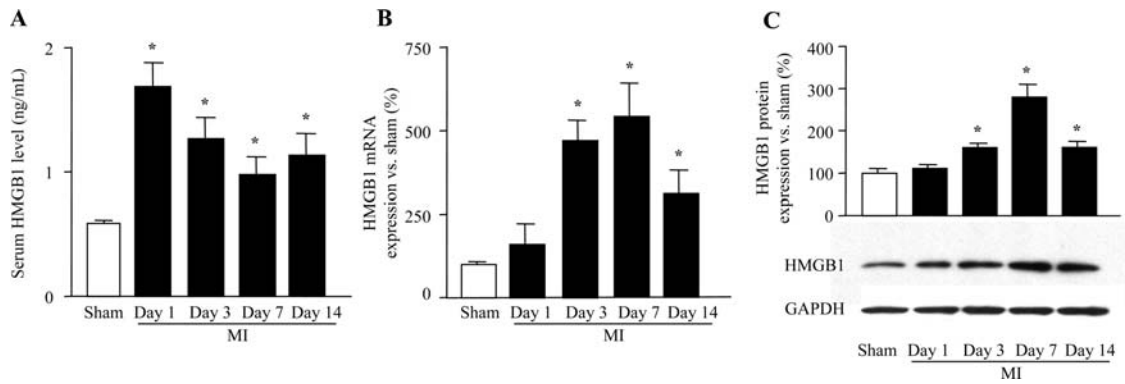 A
Serum HMGB1 level (ng/mL)
2
1
0
*
*
*
*
Sham Day 1 Day 3 Day 7 Day 14
MI
B
HMGB1 mRNA
expression vs. sham (%)
750
500
250
0
*
*
*
Sham Day 1 Day 3 Day 7 Day 14
MI
C
HMGB1 protein
expression vs. sham (%)
400
300
200
100
0
*
*
*
HMGB1
GAPDH
Sham Day 1 Day 3 Day 7 Day 14
MI